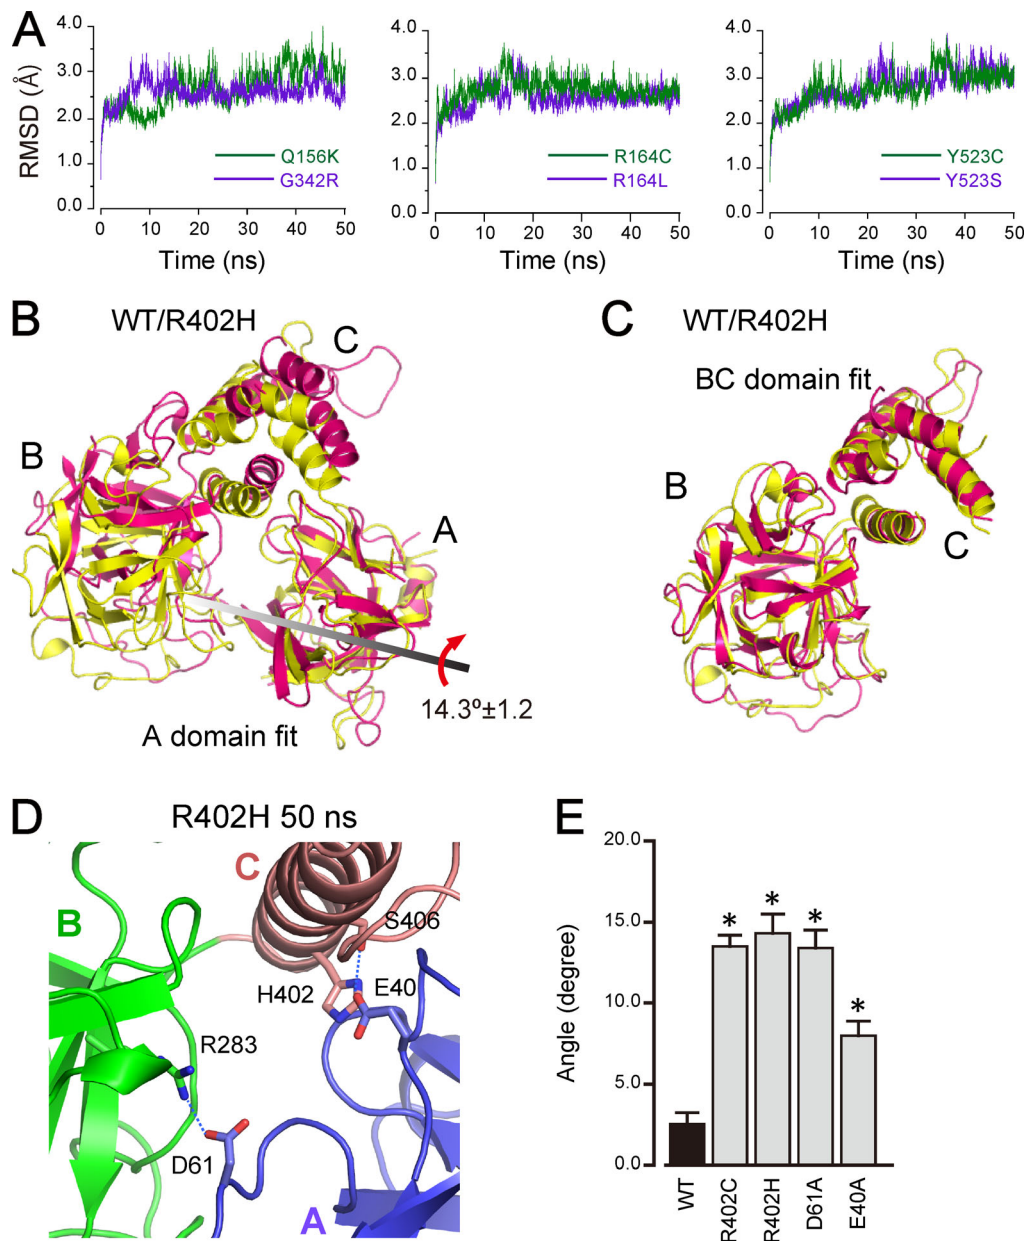 A
RMSD (Å)
4.0
3.0
2.0
1.0
0.0
Q156K
G342R
0 10 20 30 40 50
Time (ns)
4.0
3.0
2.0
1.0
0.0
R164C
R164L
0 10 20 30 40 50
Time (ns)
4.0
3.0
2.0
1.0
0.0
Y523C
Y523S
0 10 20 30 40 50
Time (ns)
B
WT/R402H
C
B
A
14.3º±1.2
A domain fit
C
WT/R402H
BC domain fit
B
C
D
R402H 50 ns
C
B
S406
H402
E40
R283
D61
A
E
Angle (degree)
20.0
15.0
10.0
5.0
0.0
* * * *
WT
R402C
R402H
D61A
E40A